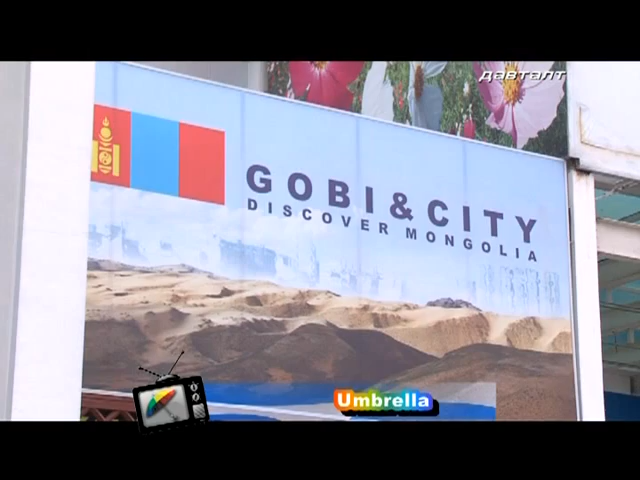 давталт
GOBI & CITY
DISCOVER MONGOLIA
Umbrella